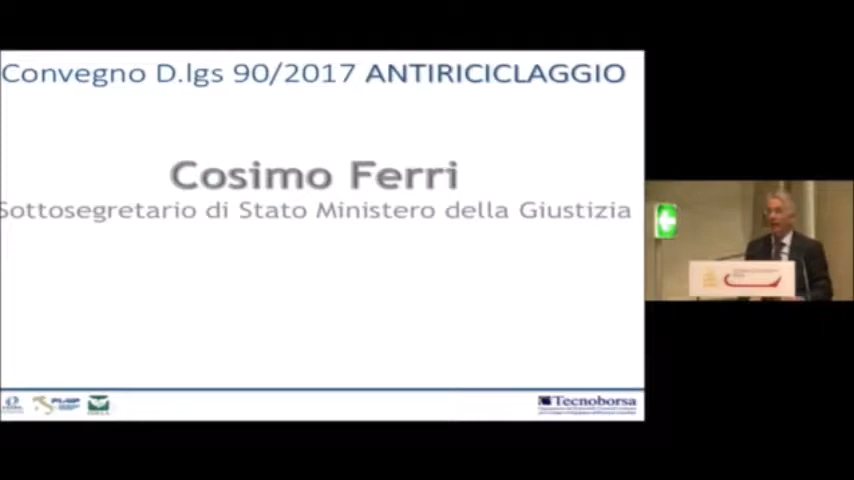 Convegno D.lgs 90/2017 ANTIRICICLAGGIO
Cosimo Ferri
Sottosegretario di Stato Ministero della Giustizia
Tecnoborsa